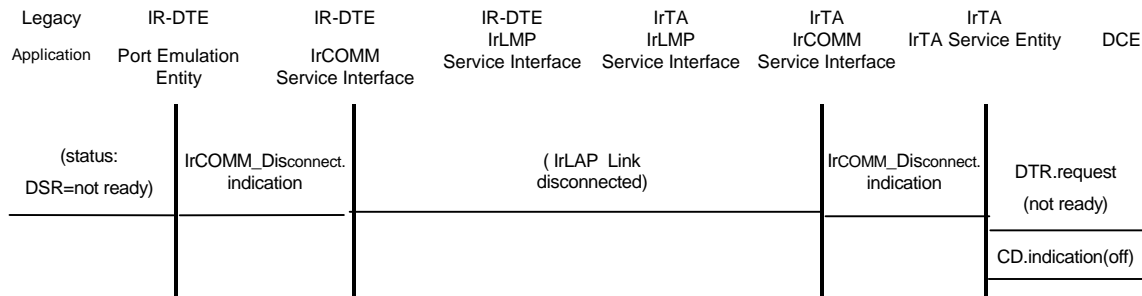 Legacy IR-DTE IR-DTE IR-DTE IrTA IrTA IrTA
Application Port Emulation Entity IrCOMM Service Interface IrLMP Service Interface IrLMP Service Interface IrCOMM Service Interface IrTA Service Entity DCE
(status:
DSR=not ready)
IrCOMM_Disconnect.
indication
( IrLAP Link
disconnected)
IrCOMM_Disconnect.
indication
DTR.request
(not ready)
CD.indication(off)